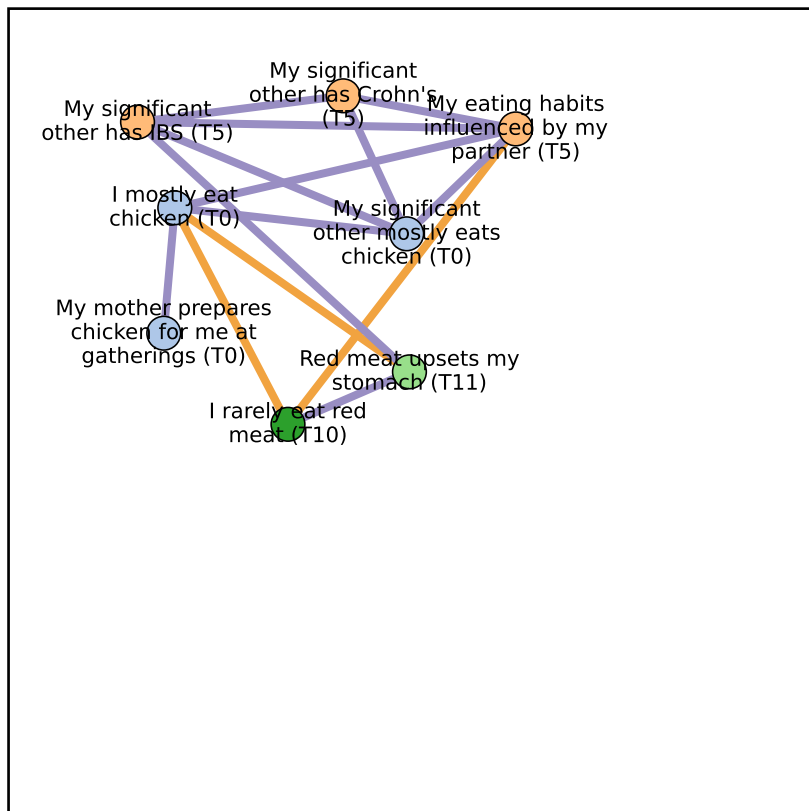 My significant
other has Crohn's
(T5)
My significant
other has IBS (T5)
My eating habits
influenced by my
partner (T5)
I mostly eat
chicken (T0)
My significant
other mostly eats
chicken (T0)
My mother prepares
chicken for me at
gatherings (T0)
Red meat upsets my
stomach (T11)
I rarely eat red
meat (T10)